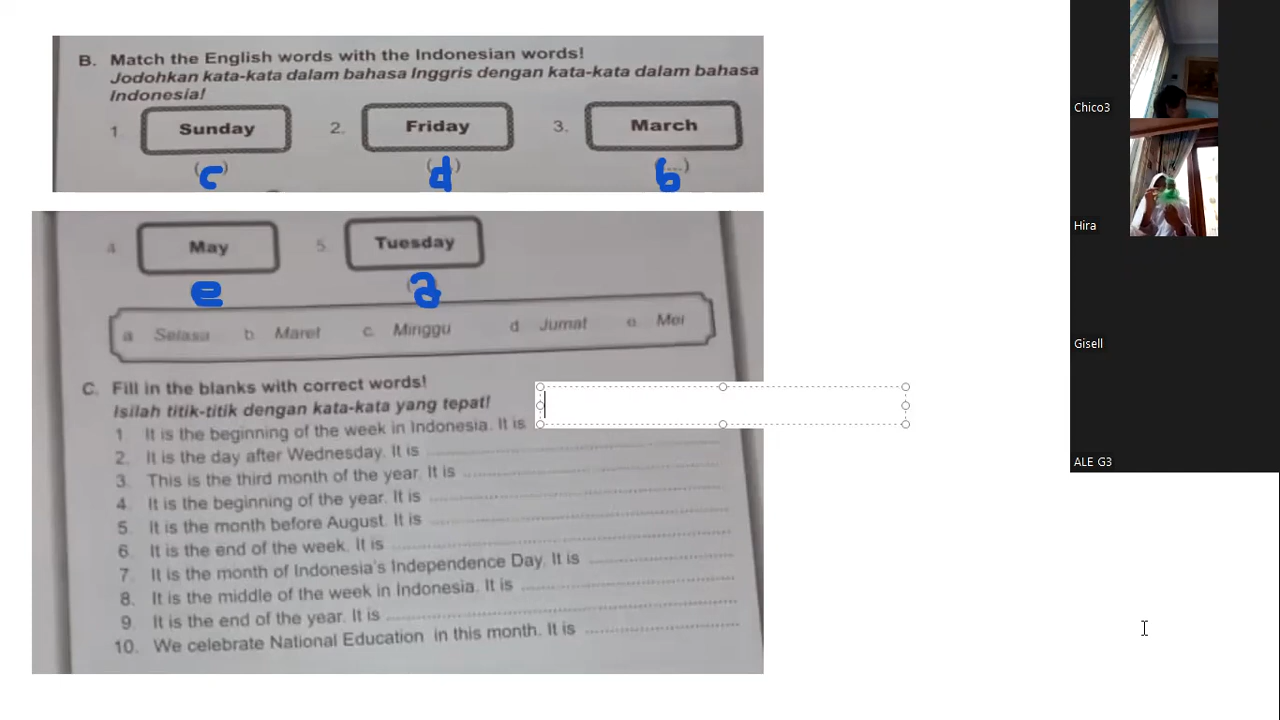 B. Match the English words with the Indonesian words!
Jodohkan kata-kata dalam bahasa Inggris dengan kata-kata dalam bahasa
Indonesia!
1. Sunday 2. Friday 3. March
(c) (d) (b...)
4. May 5. Tuesday
e a
a Selasa b. Maret c. Minggu d Jumat e Mei
C. Fill in the blanks with correct words!
Isilah titik-titik dengan kata-kata yang tepat!
1 It is the beginning of the week in Indonesia. It is
2. It is the day after Wednesday. It is ....................
3. This is the third month of the year. It is ....................
4. It is the beginning of the year. It is ....................
5. It is the month before August. It is ....................
6. It is the end of the week. It is ....................
7. It is the month of Indonesia's Independence Day. It is ....................
8. It is the middle of the week in Indonesia. It is ....................
9. It is the end of the year. It is ....................
10. We celebrate National Education in this month. It is ....................
Chico3
Hira
Gisell
ALE G3